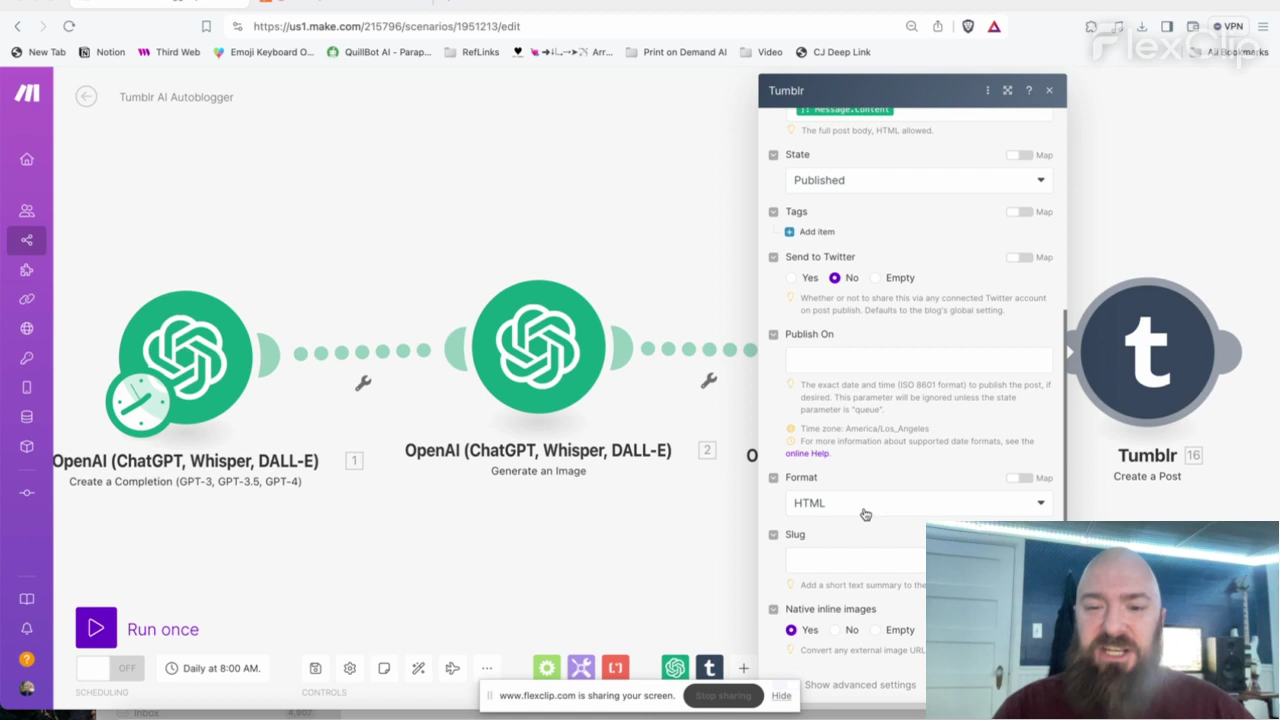 https://us1.make.com/215796/scenarios/1951213/edit
VPN
New Tab
Notion
Third Web
Emoji Keyboard O...
QuillBot AI - Parap...
RefLinks
Arr...
Print on Demand AI
Video
CJ Deep Link
All Bookmarks
FlexClip
Tumblr AI Autoblogger
Tumblr
Message.Content
The full post body, HTML allowed.
State
Map
Published
Tags
Map
Add item
Send to Twitter
Map
Yes No Empty
Whether or not to share this via any connected Twitter account
on post publish. Defaults to the blog's global setting.
Publish On
The exact date and time (ISO 8601 format) to publish the post, if
desired. This parameter will be ignored unless the state
parameter is "queue".
Time zone: America/Los_Angeles
For more information about supported date formats, see the
online Help.
Format
Map
HTML
Slug
Add a short text summary to the
Native inline images
Yes No Empty
Convert any external image URL
Show advanced settings
OpenAI (ChatGPT, Whisper, DALL-E) 1
Create a Completion (GPT-3, GPT-3.5, GPT-4)
OpenAI (ChatGPT, Whisper, DALL-E) 2
Generate an Image
O
t
Tumblr 16
Create a Post
Run once
OFF
Daily at 8:00 AM.
SCHEDULING
CONTROLS
www.flexclip.com is sharing your screen.
Stop sharing
Hide
Inbox
4,907